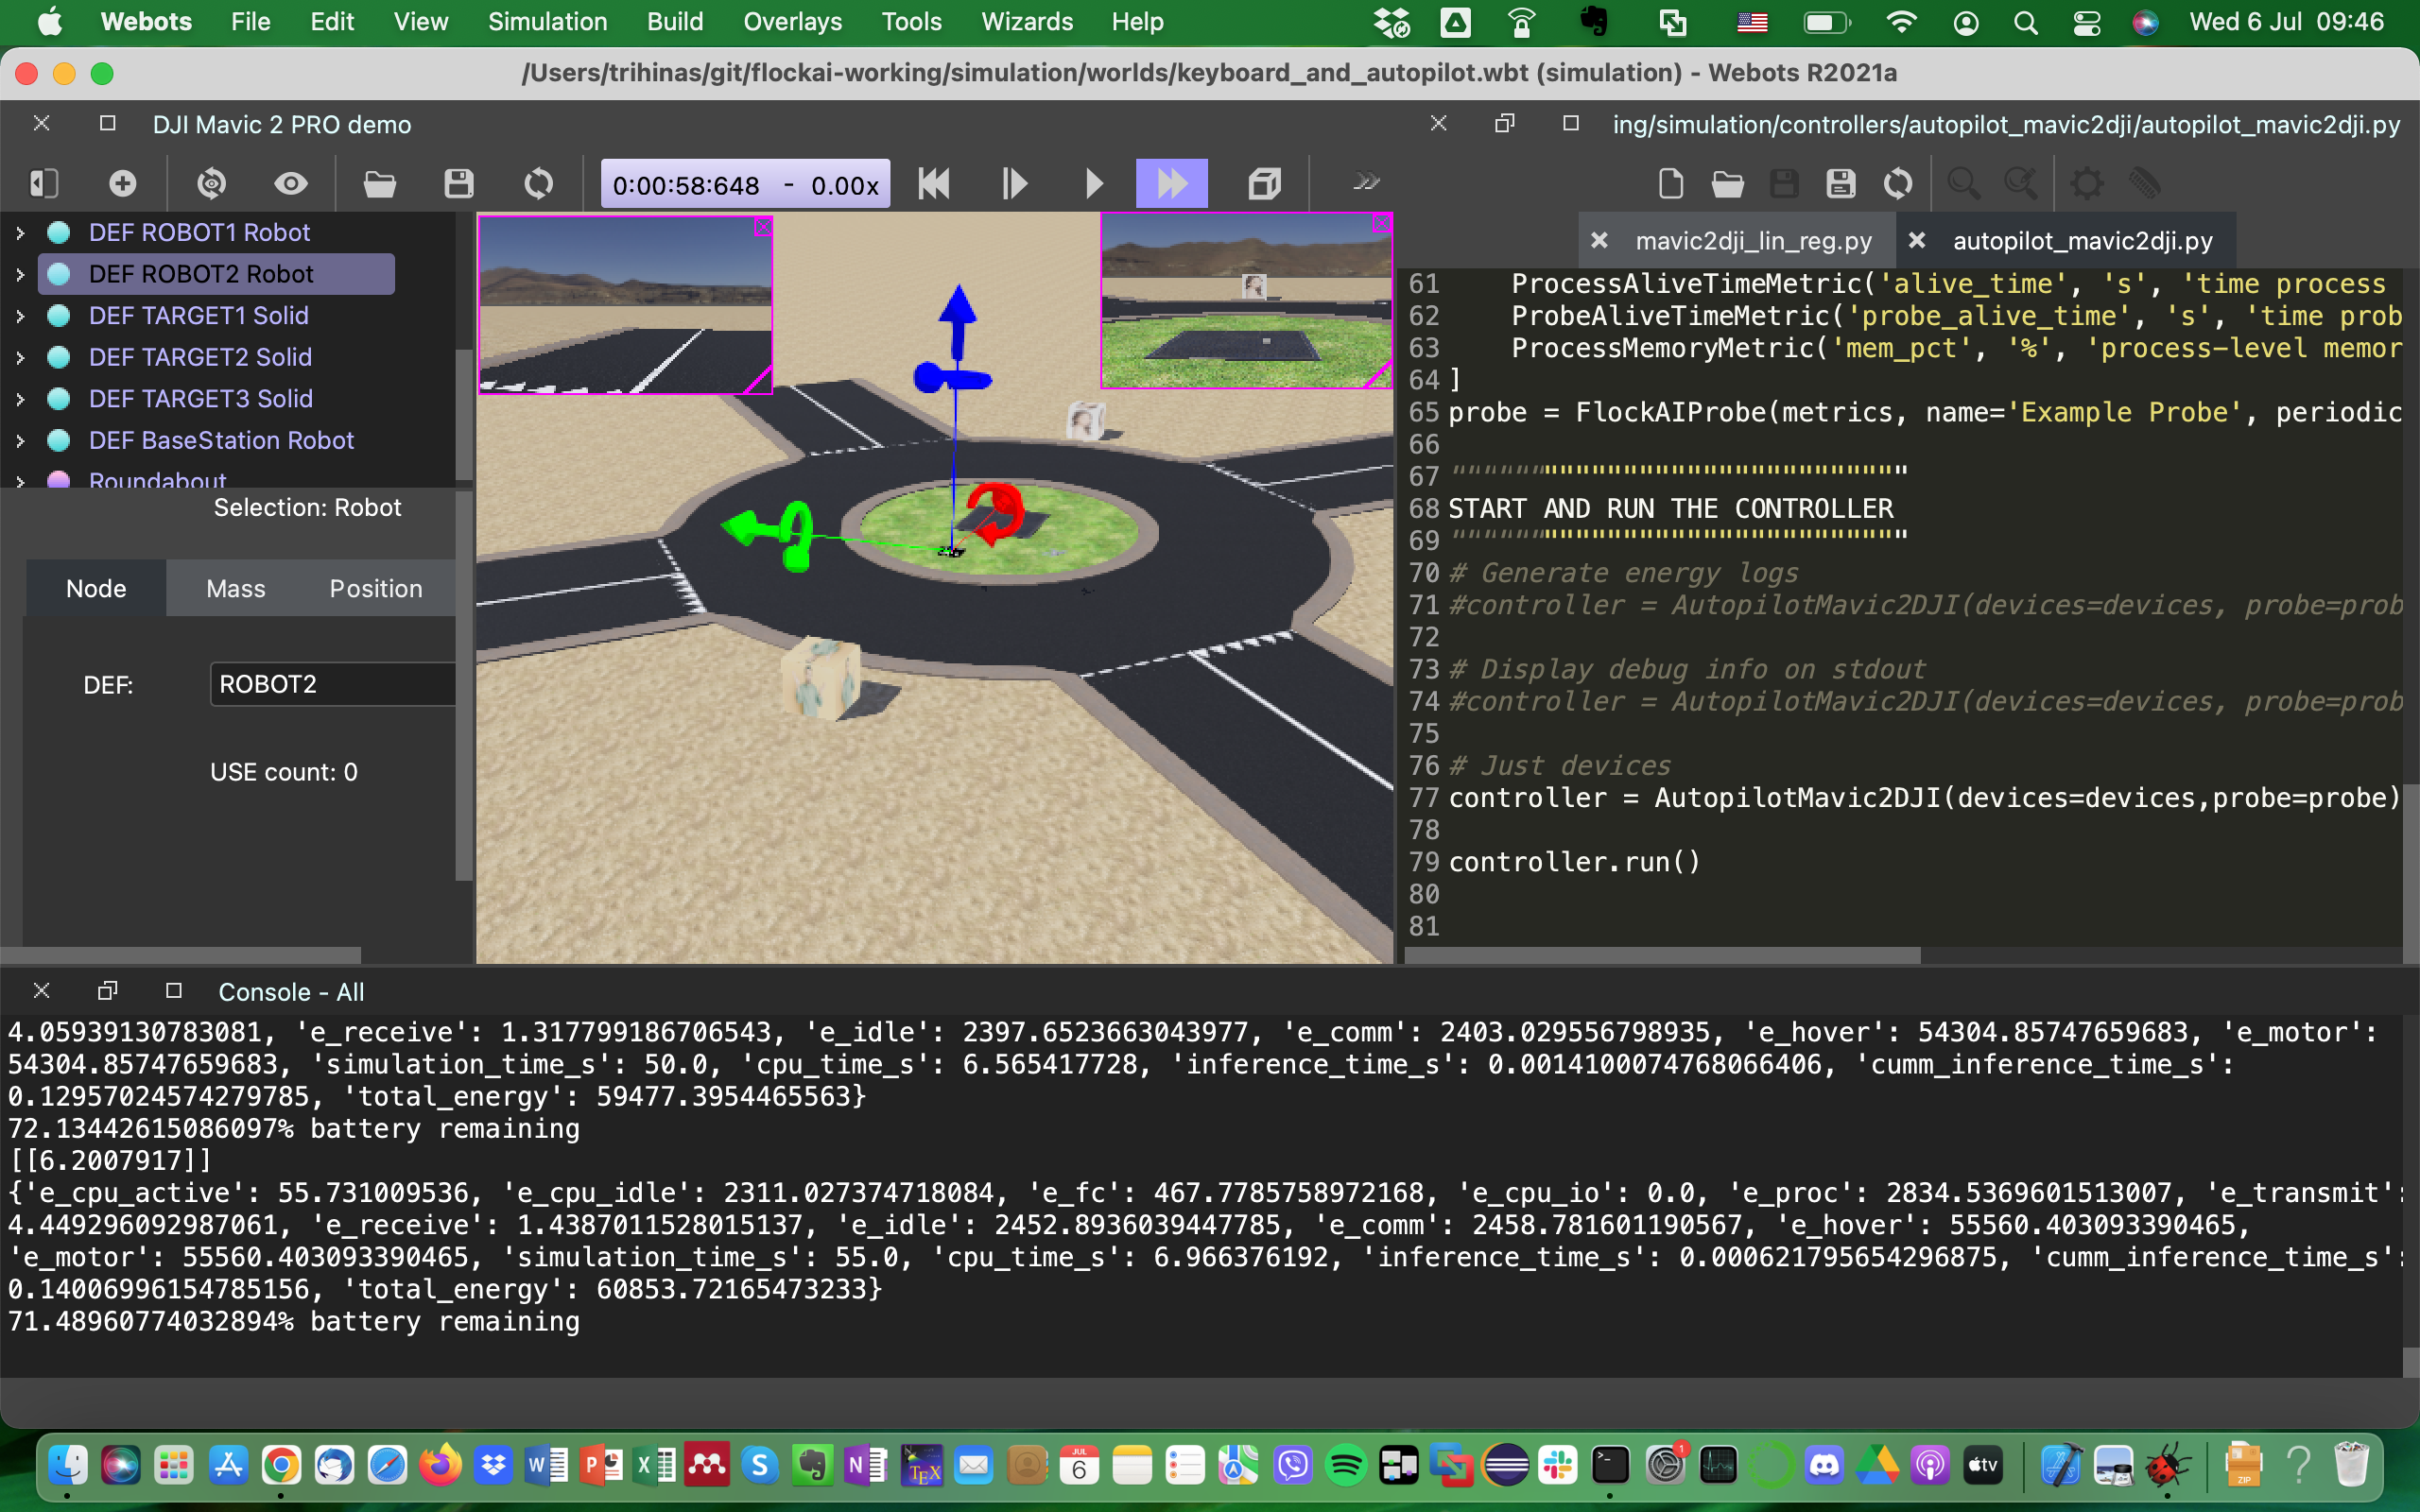 Webots File Edit View Simulation Build Overlays Tools Wizards Help Wed 6 Jul 09:46
/Users/trihinas/git/flockai-working/simulation/worlds/keyboard_and_autopilot.wbt (simulation) - Webots R2021a
DJI Mavic 2 PRO demo
0:00:58:648 - 0.00x
DEF ROBOT1 Robot
DEF ROBOT2 Robot
DEF TARGET1 Solid
DEF TARGET2 Solid
DEF TARGET3 Solid
DEF BaseStation Robot
Roundabout
Selection: Robot
Node Mass Position
DEF: ROBOT2
USE count: 0
ing/simulation/controllers/autopilot_mavic2dji/autopilot_mavic2dji.py
mavic2dji_lin_reg.py autopilot_mavic2dji.py
61 ProcessAliveTimeMetric('alive_time', 's', 'time process
62 ProbeAliveTimeMetric('probe_alive_time', 's', 'time prob
63 ProcessMemoryMetric('mem_pct', '%', 'process-level memor
64 ]
65 probe = FlockAIProbe(metrics, name='Example Probe', periodic
66
67 """""""""""""""""""""""""""""
68 START AND RUN THE CONTROLLER
69 """""""""""""""""""""""""""""
70 # Generate energy logs
71 #controller = AutopilotMavic2DJI(devices=devices, probe=prob
72
73 # Display debug info on stdout
74 #controller = AutopilotMavic2DJI(devices=devices, probe=prob
75
76 # Just devices
77 controller = AutopilotMavic2DJI(devices=devices,probe=probe)
78
79 controller.run()
80
81
Console - All
4.05939130783081, 'e_receive': 1.317799186706543, 'e_idle': 2397.6523663043977, 'e_comm': 2403.029556798935, 'e_hover': 54304.85747659683, 'e_motor':
54304.85747659683, 'simulation_time_s': 50.0, 'cpu_time_s': 6.565417728, 'inference_time_s': 0.0014100074768066406, 'cumm_inference_time_s':
0.12957024574279785, 'total_energy': 59477.3954465563}
72.13442615086097% battery remaining
[[6.2007917]]
{'e_cpu_active': 55.731009536, 'e_cpu_idle': 2311.027374718084, 'e_fc': 467.7785758972168, 'e_cpu_io': 0.0, 'e_proc': 2834.5369601513007, 'e_transmit':
4.449296092987061, 'e_receive': 1.4387011528015137, 'e_idle': 2452.8936039447785, 'e_comm': 2458.781601190567, 'e_hover': 55560.403093390465,
'e_motor': 55560.403093390465, 'simulation_time_s': 55.0, 'cpu_time_s': 6.966376192, 'inference_time_s': 0.000621795654296875, 'cumm_inference_time_s':
0.14006996154785156, 'total_energy': 60853.72165473233}
71.48960774032894% battery remaining
W P X S N TEX JUL 6 1 tv ZIP ?